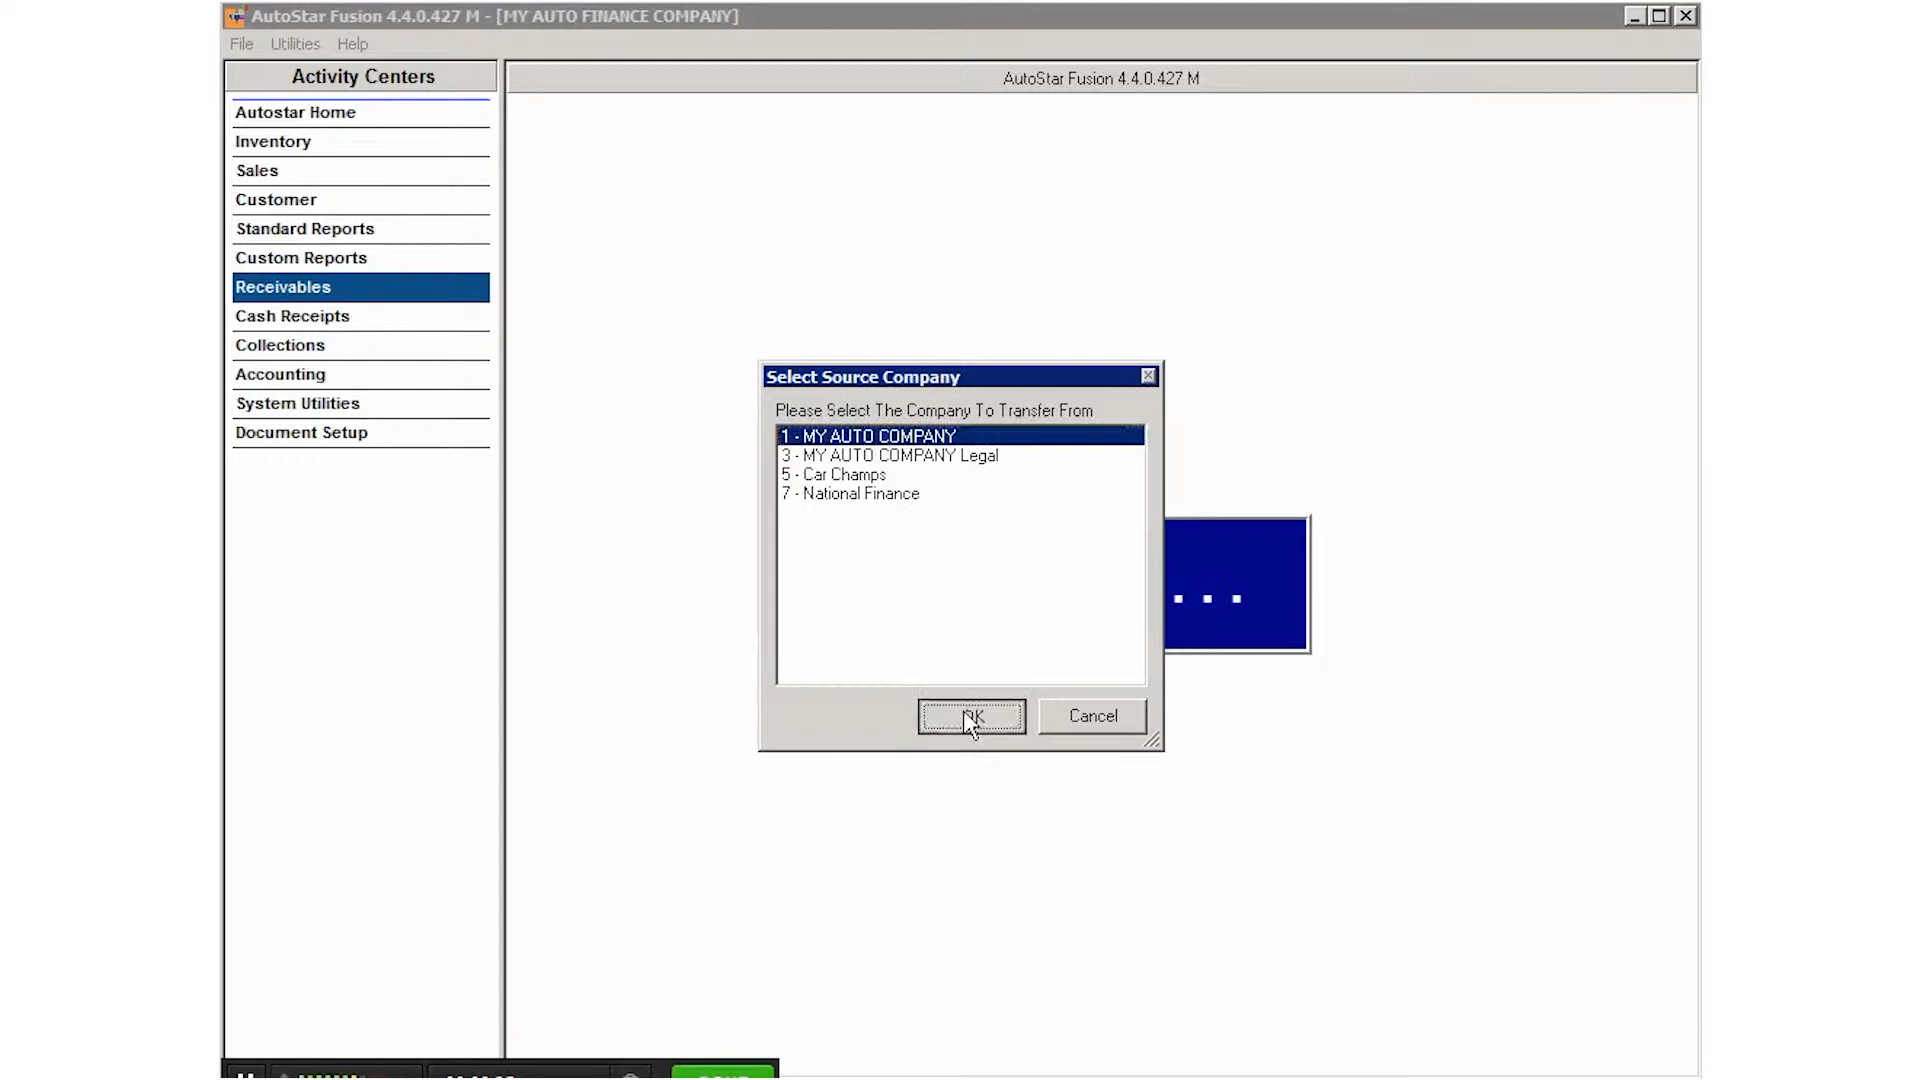 AutoStar Fusion 4.4.0.427 M - [MY AUTO FINANCE COMPANY]
File Utilities Help
Activity Centers
AutoStar Fusion 4.4.0.427 M
Autostar Home
Inventory
Sales
Customer
Standard Reports
Custom Reports
Receivables
Cash Receipts
Collections
Accounting
System Utilities
Document Setup
Select Source Company
Please Select The Company To Transfer From
1 - MY AUTO COMPANY
3 - MY AUTO COMPANY Legal
5 - Car Champs
7 - National Finance
...
OK Cancel